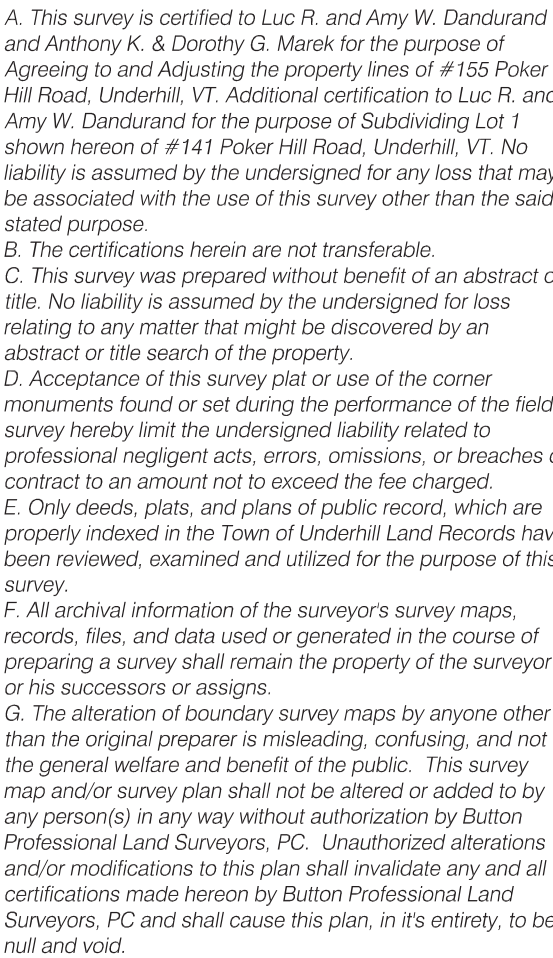 A. This survey is certified to Luc R. and Amy W. Dandurand
and Anthony K. & Dorothy G. Marek for the purpose of
Agreeing to and Adjusting the property lines of #155 Poker
Hill Road, Underhill, VT. Additional certification to Luc R. and
Amy W. Dandurand for the purpose of Subdividing Lot 1
shown hereon of #141 Poker Hill Road, Underhill, VT. No
liability is assumed by the undersigned for any loss that may
be associated with the use of this survey other than the said
stated purpose.
B. The certifications herein are not transferable.
C. This survey was prepared without benefit of an abstract o
title. No liability is assumed by the undersigned for loss
relating to any matter that might be discovered by an
abstract or title search of the property.
D. Acceptance of this survey plat or use of the corner
monuments found or set during the performance of the field
survey hereby limit the undersigned liability related to
professional negligent acts, errors, omissions, or breaches o
contract to an amount not to exceed the fee charged.
E. Only deeds, plats, and plans of public record, which are
properly indexed in the Town of Underhill Land Records hav
been reviewed, examined and utilized for the purpose of this
survey.
F. All archival information of the surveyor's survey maps,
records, files, and data used or generated in the course of
preparing a survey shall remain the property of the surveyor
or his successors or assigns.
G. The alteration of boundary survey maps by anyone other
than the original preparer is misleading, confusing, and not
the general welfare and benefit of the public.  This survey
map and/or survey plan shall not be altered or added to by
any person(s) in any way without authorization by Button
Professional Land Surveyors, PC.  Unauthorized alterations
and/or modifications to this plan shall invalidate any and all
certifications made hereon by Button Professional Land
Surveyors, PC and shall cause this plan, in it's entirety, to be
null and void.